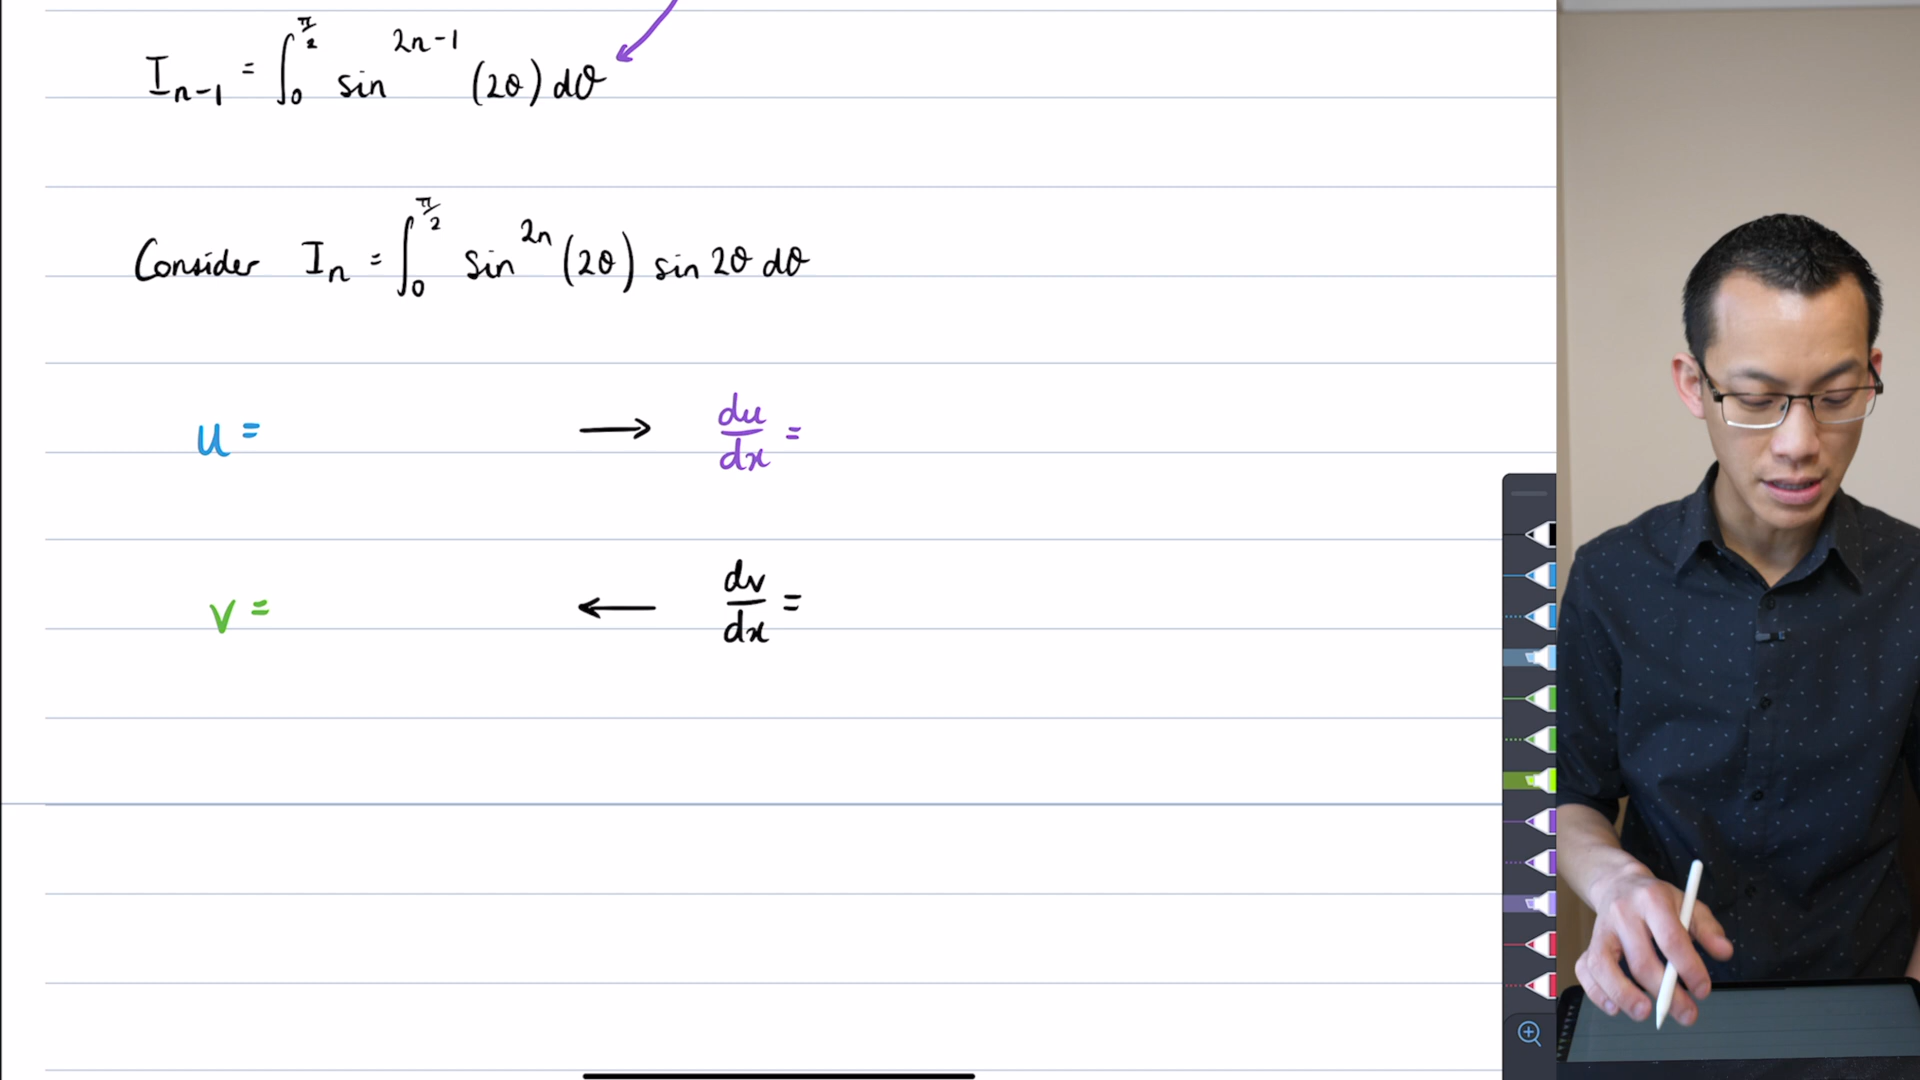 I_{n-1} = ∫_0^{π/2} sin^{2n-1} (2θ) dθ
Consider I_n = ∫_0^{π/2} sin^{2n} (2θ) sin 2θ dθ
u = → du/dx =
v = ← dv/dx =